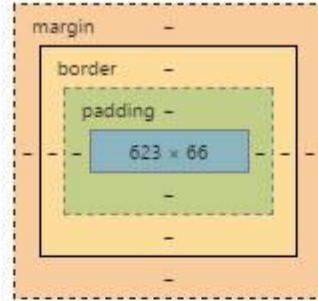 margin –
border –
padding –
– – – 623 × 66 – – –
–
–
–